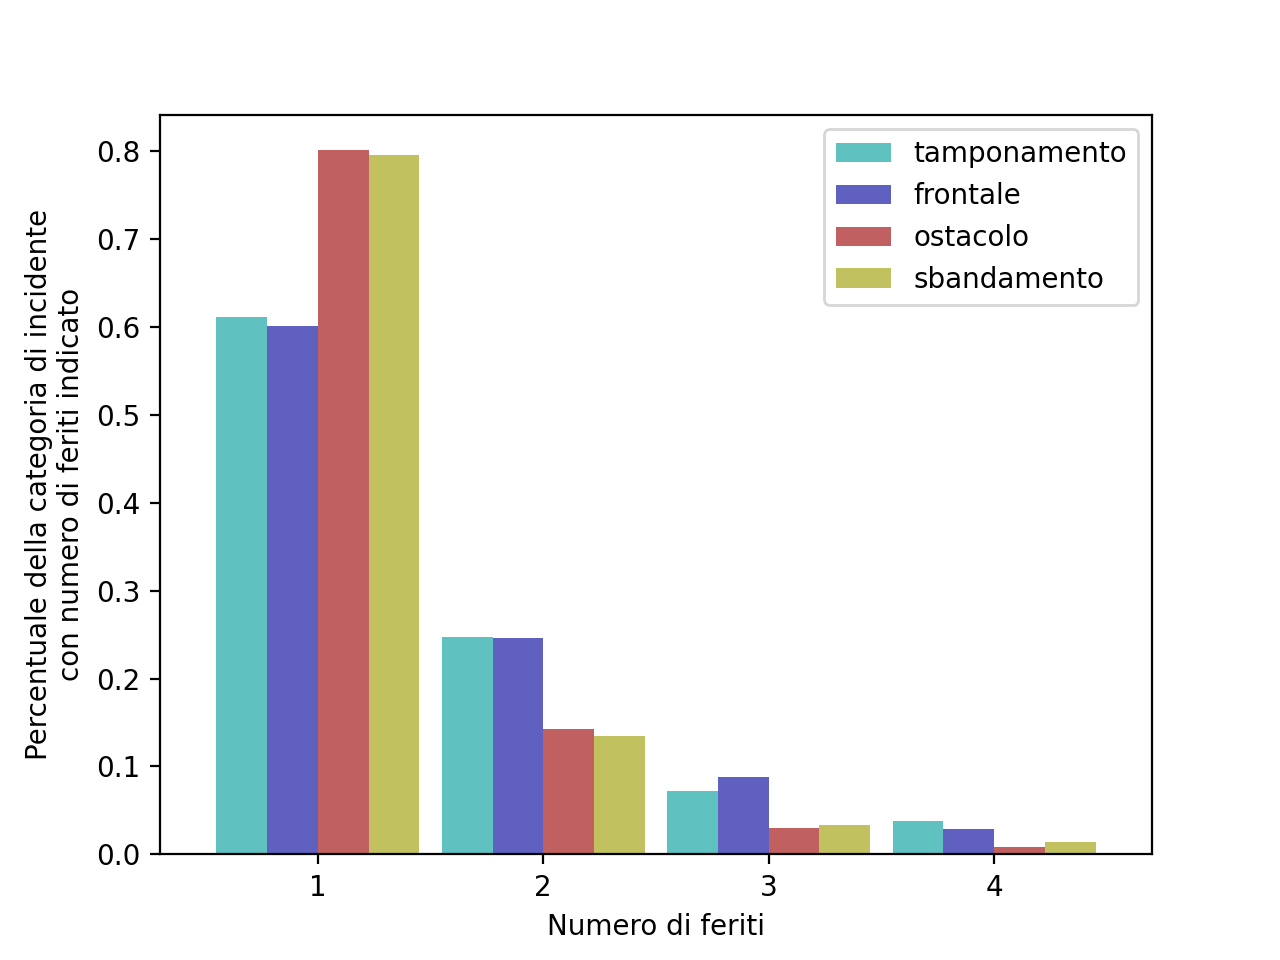 Percentuale della categoria di incidente
con numero di feriti indicato
0.8
0.7
0.6
0.5
0.4
0.3
0.2
0.1
0.0
tamponamento
frontale
ostacolo
sbandamento
1 2 3 4
Numero di feriti